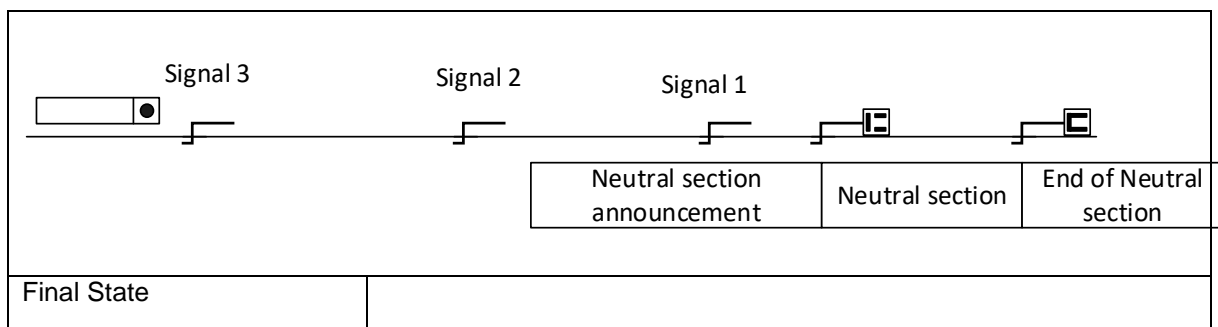 Signal 3
Signal 2
Signal 1
Neutral section
announcement
Neutral section
End of Neutral
section
Final State